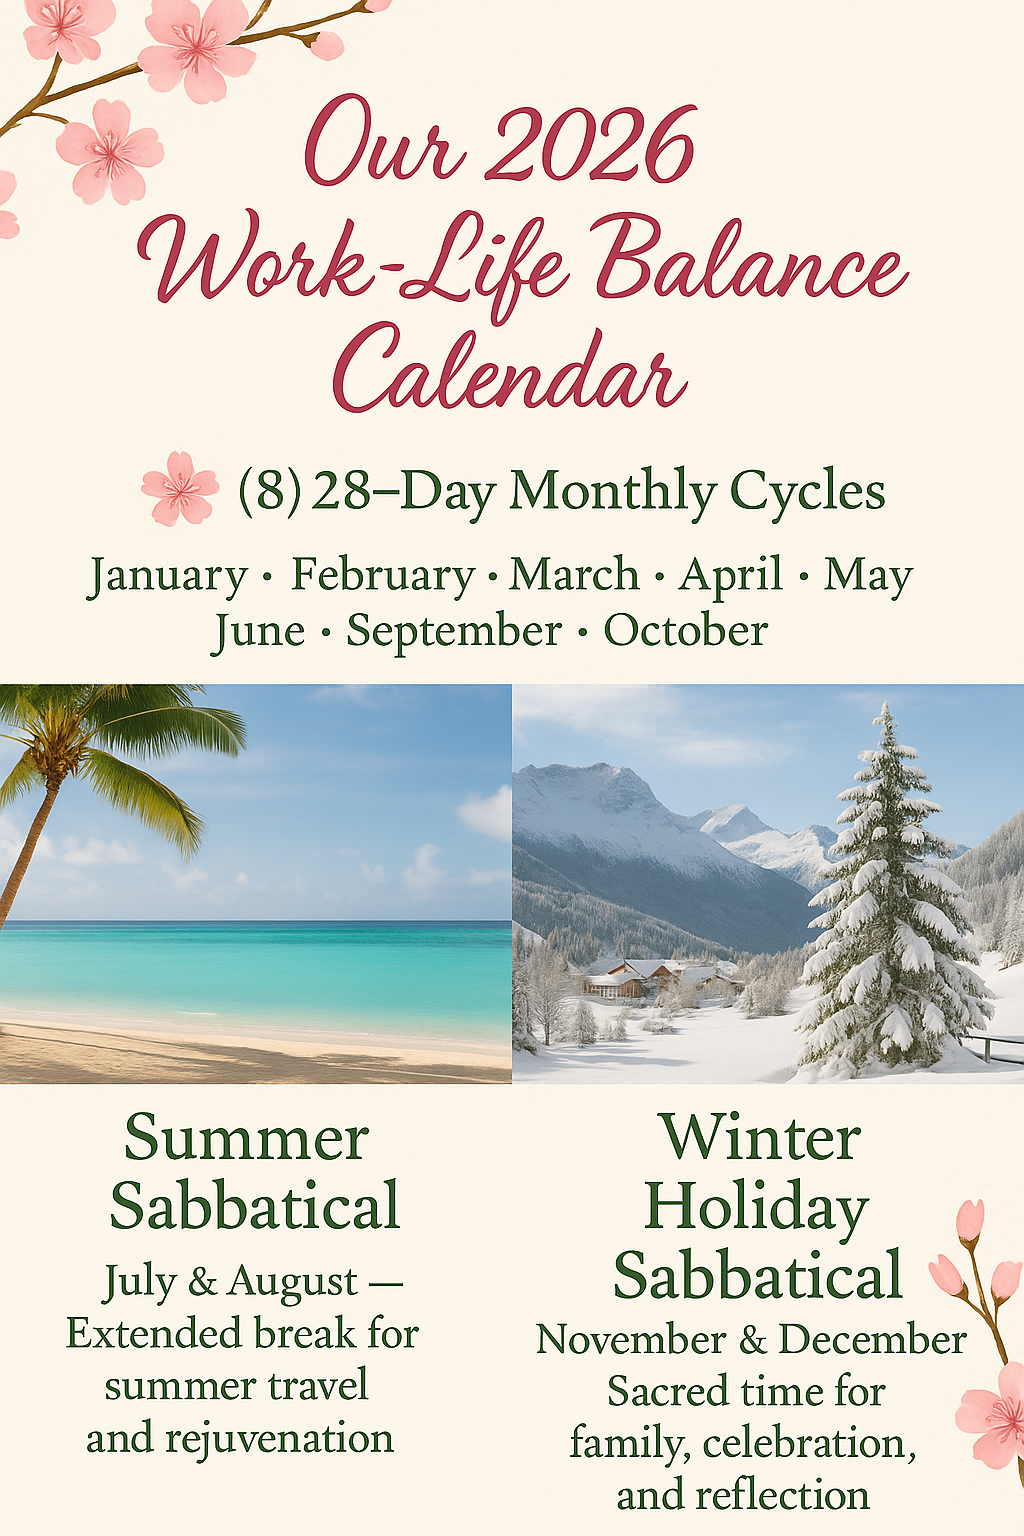 Our 2026
Work-Life Balance
Calendar
(8) 28–Day Monthly Cycles
January • February • March • April • May
June • September • October
Summer
Sabbatical
July & August —
Extended break for
summer travel
and rejuvenation
Winter
Holiday
Sabbatical
November & December
Sacred time for
family, celebration,
and reflection